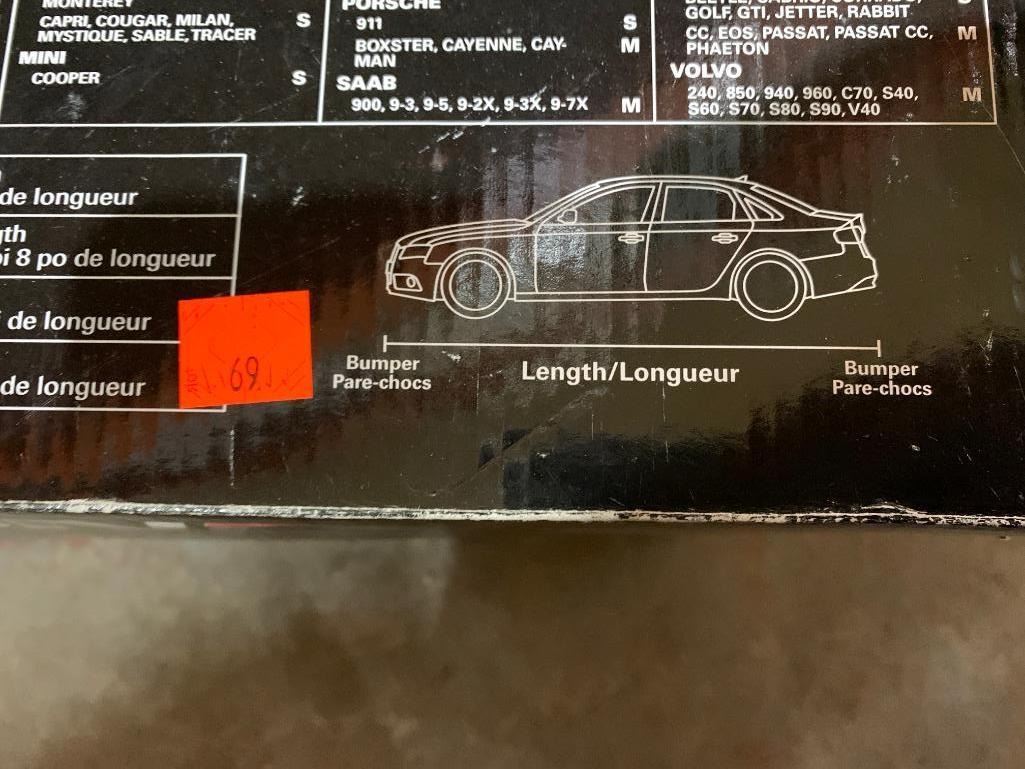 MONTEREY
CAPRI, COUGAR, MILAN, S
MYSTIQUE, SABLE, TRACER
MINI
COOPER S
PORSCHE
911 S
BOXSTER, CAYENNE, CAY- M
MAN
SAAB
900, 9-3, 9-5, 9-2X, 9-3X, 9-7X M
GOLF, GTI, JETTER, RABBIT
CC, EOS, PASSAT, PASSAT CC, M
PHAETON
VOLVO
240, 850, 940, 960, C70, S40, M
S60, S70, S80, S90, V40
de longueur
gth
pi 8 po de longueur
de longueur
de longueur
69
Bumper
Pare-chocs
Length/Longueur
Bumper
Pare-chocs